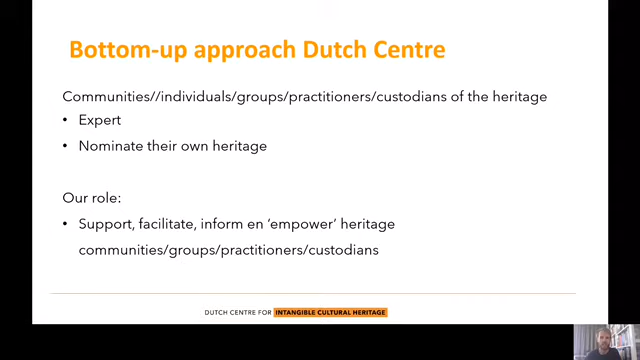 Bottom-up approach Dutch Centre
Communities//individuals/groups/practitioners/custodians of the heritage
• Expert
• Nominate their own heritage
Our role:
• Support, facilitate, inform en ‘empower’ heritage
communities/groups/practitioners/custodians
DUTCH CENTRE FOR INTANGIBLE CULTURAL HERITAGE